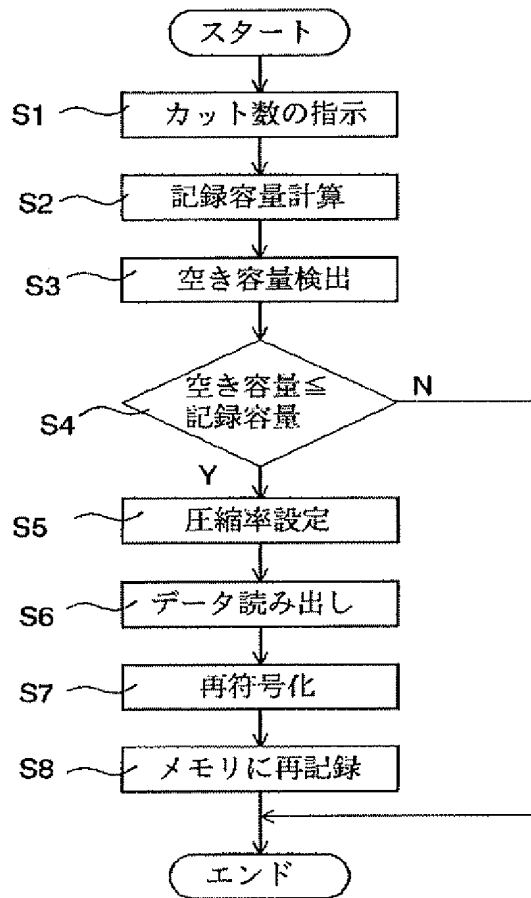 スタート
S1
カット数の指示
S2
記録容量計算
S3
空き容量検出
S4
空き容量≦
記録容量
N
Y
S5
圧縮率設定
S6
データ読み出し
S7
再符号化
S8
メモリに再記録
エンド